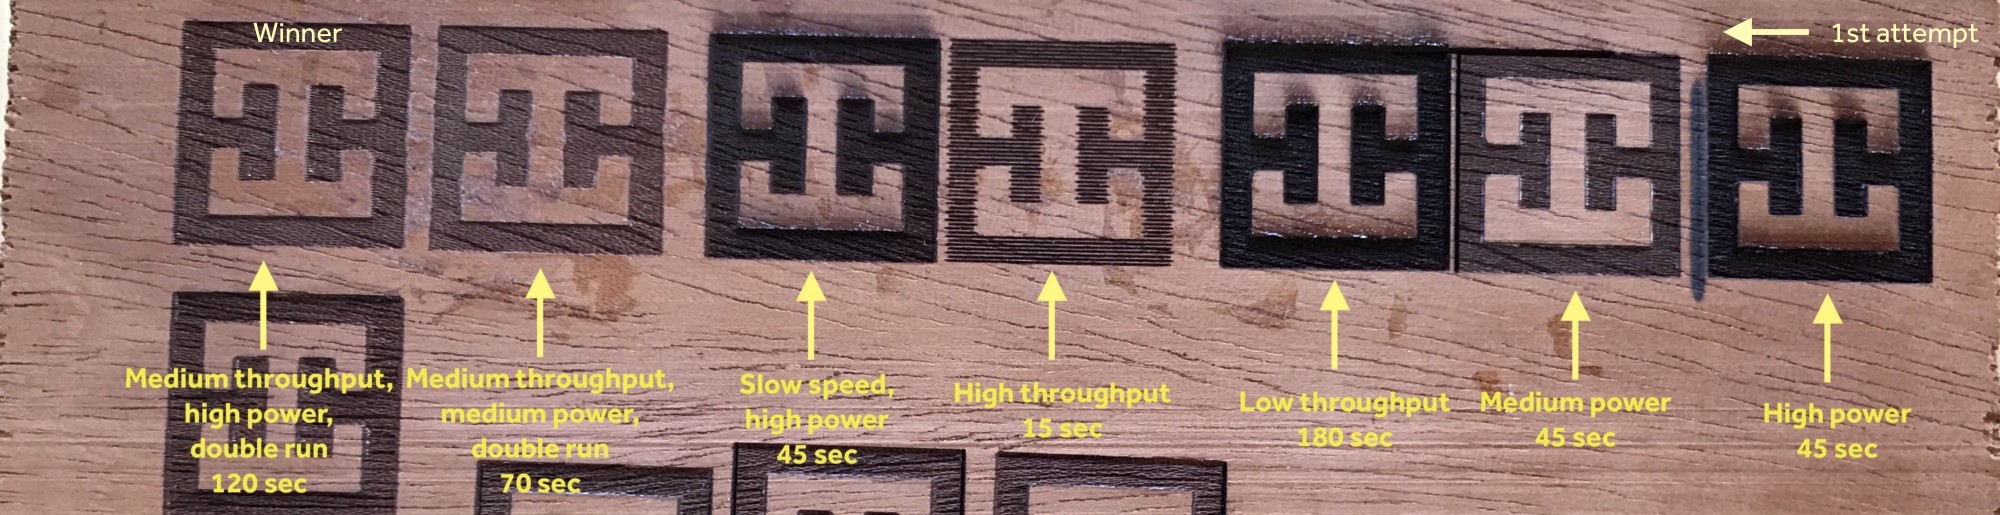 Winner
1st attempt
Medium throughput,
high power,
double run
120 sec
Medium throughput,
medium power,
double run
70 sec
Slow speed,
high power
45 sec
High throughput
15 sec
Low throughput
180 sec
Medium power
45 sec
High power
45 sec